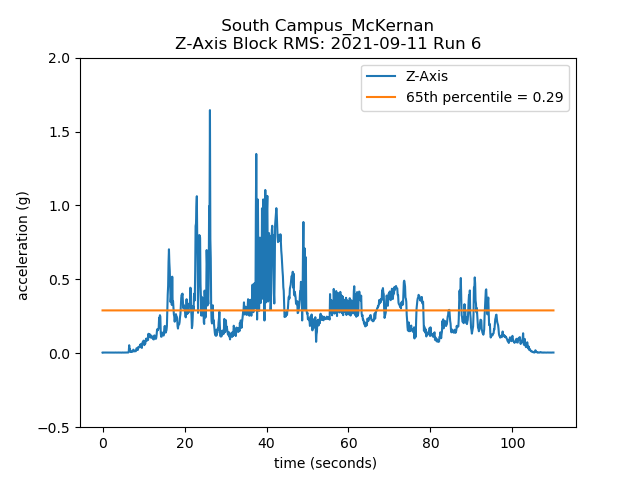 South Campus_McKernan
Z-Axis Block RMS: 2021-09-11 Run 6
2.0
1.5
1.0
0.5
0.0
−0.5
acceleration (g)
Z-Axis
65th percentile = 0.29
0
20
40
60
80
100
time (seconds)